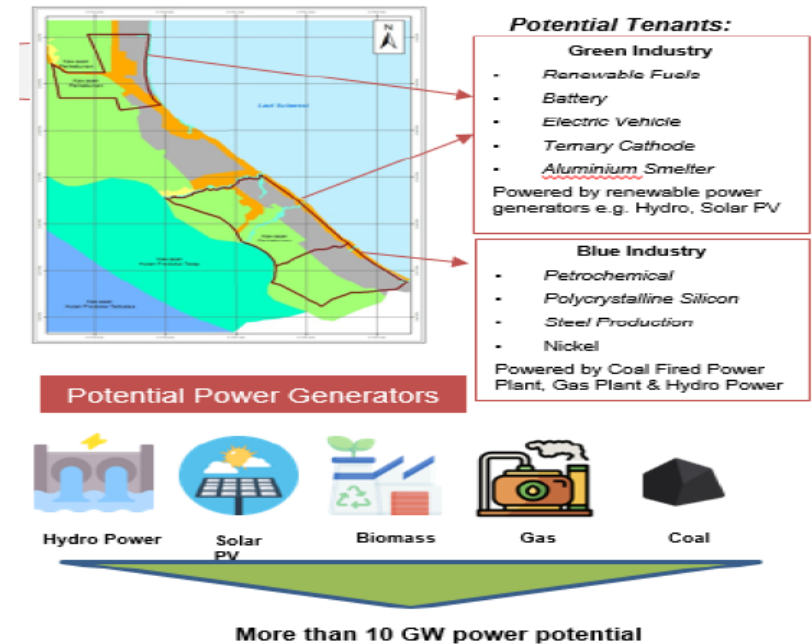 Potential Tenants:
N
Green Industry
- Renewable Fuels
- Battery
- Electric Vehicle
- Ternary Cathode
- Aluminium Smelter
Powered by renewable power
generators e.g. Hydro, Solar PV
Blue Industry
- Petrochemical
- Polycrystalline Silicon
- Steel Production
- Nickel
Powered by Coal Fired Power
Plant, Gas Plant & Hydro Power
Potential Power Generators
Hydro Power
Solar
PV
Biomass
Gas
Coal
More than 10 GW power potential